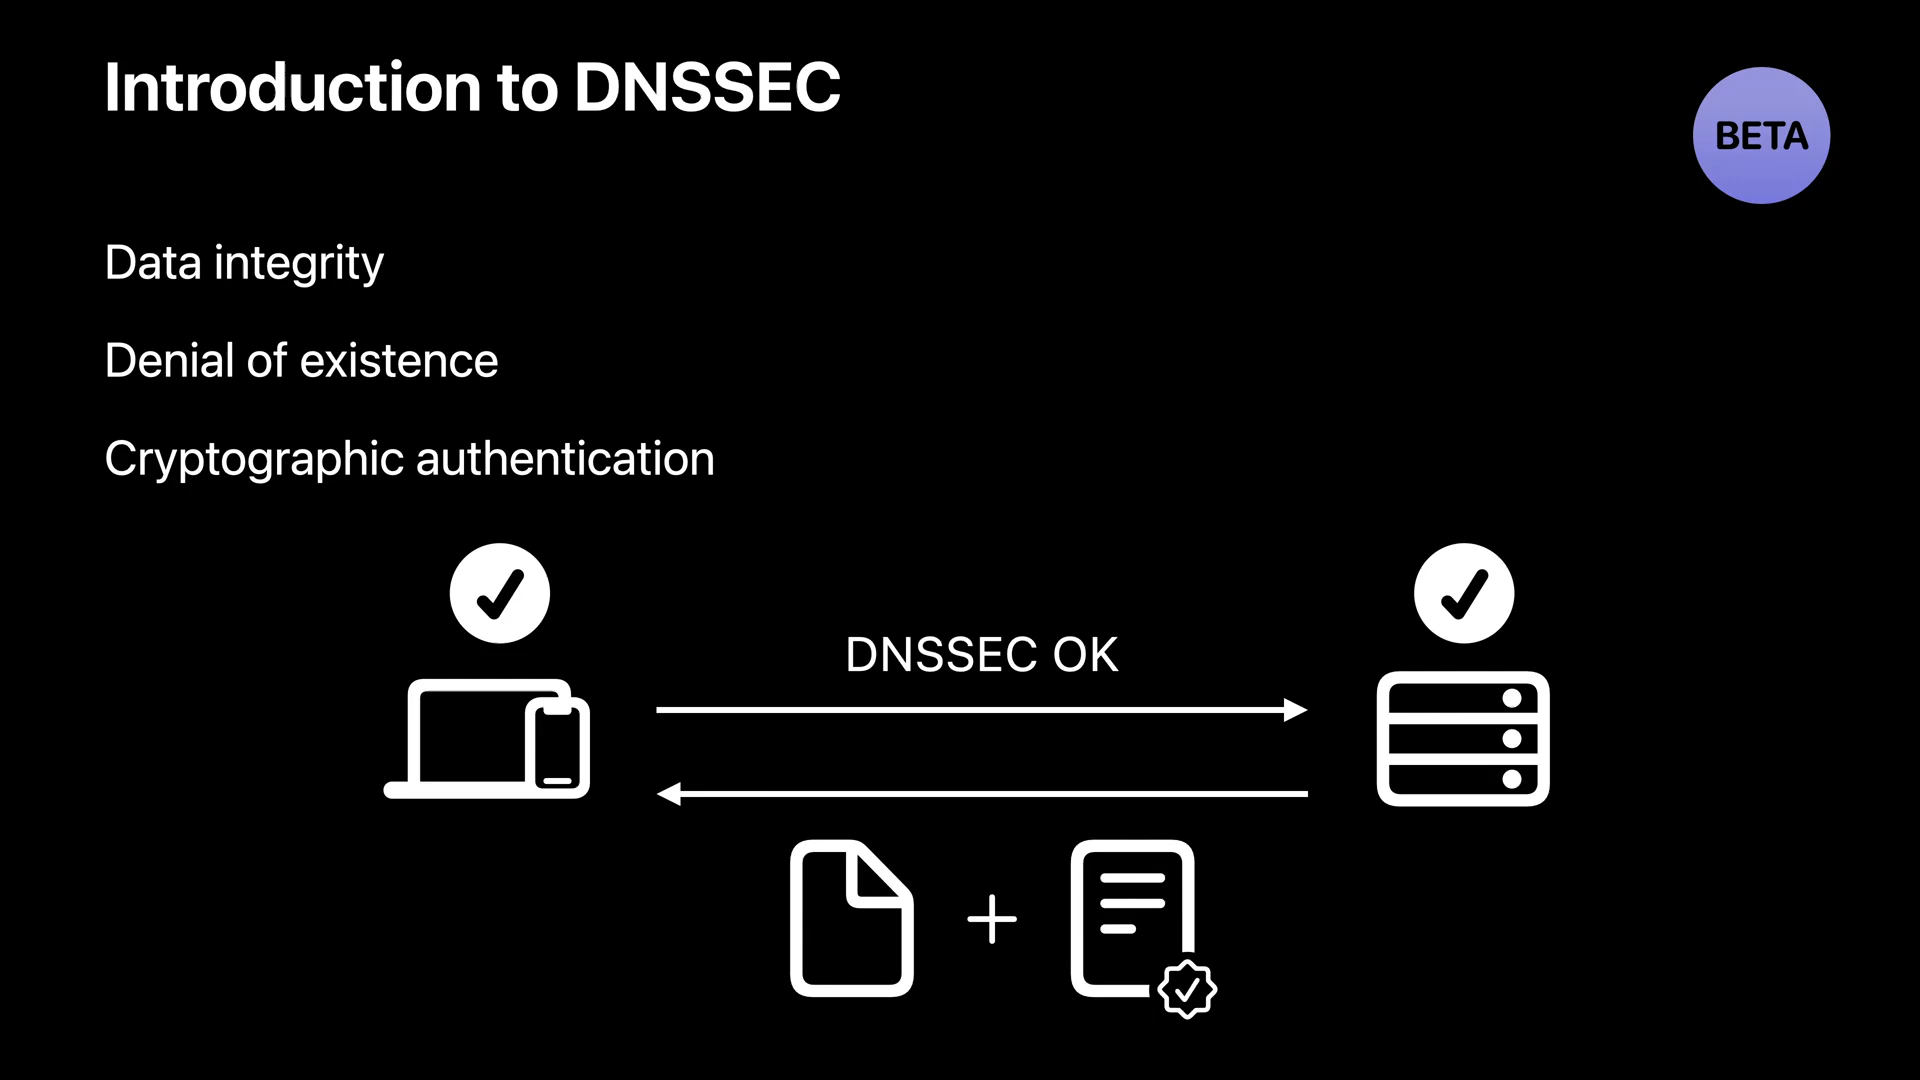 Introduction to DNSSEC
BETA
Data integrity
Denial of existence
Cryptographic authentication
DNSSEC OK